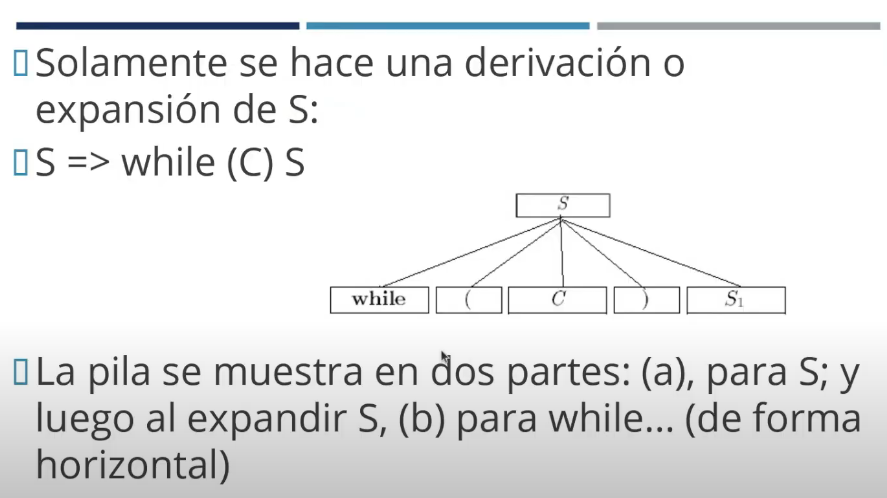 Solamente se hace una derivación o
expansión de S:
S => while (C) S
S
while ( C ) S₁
La pila se muestra en dos partes: (a), para S; y
luego al expandir S, (b) para while... (de forma
horizontal)